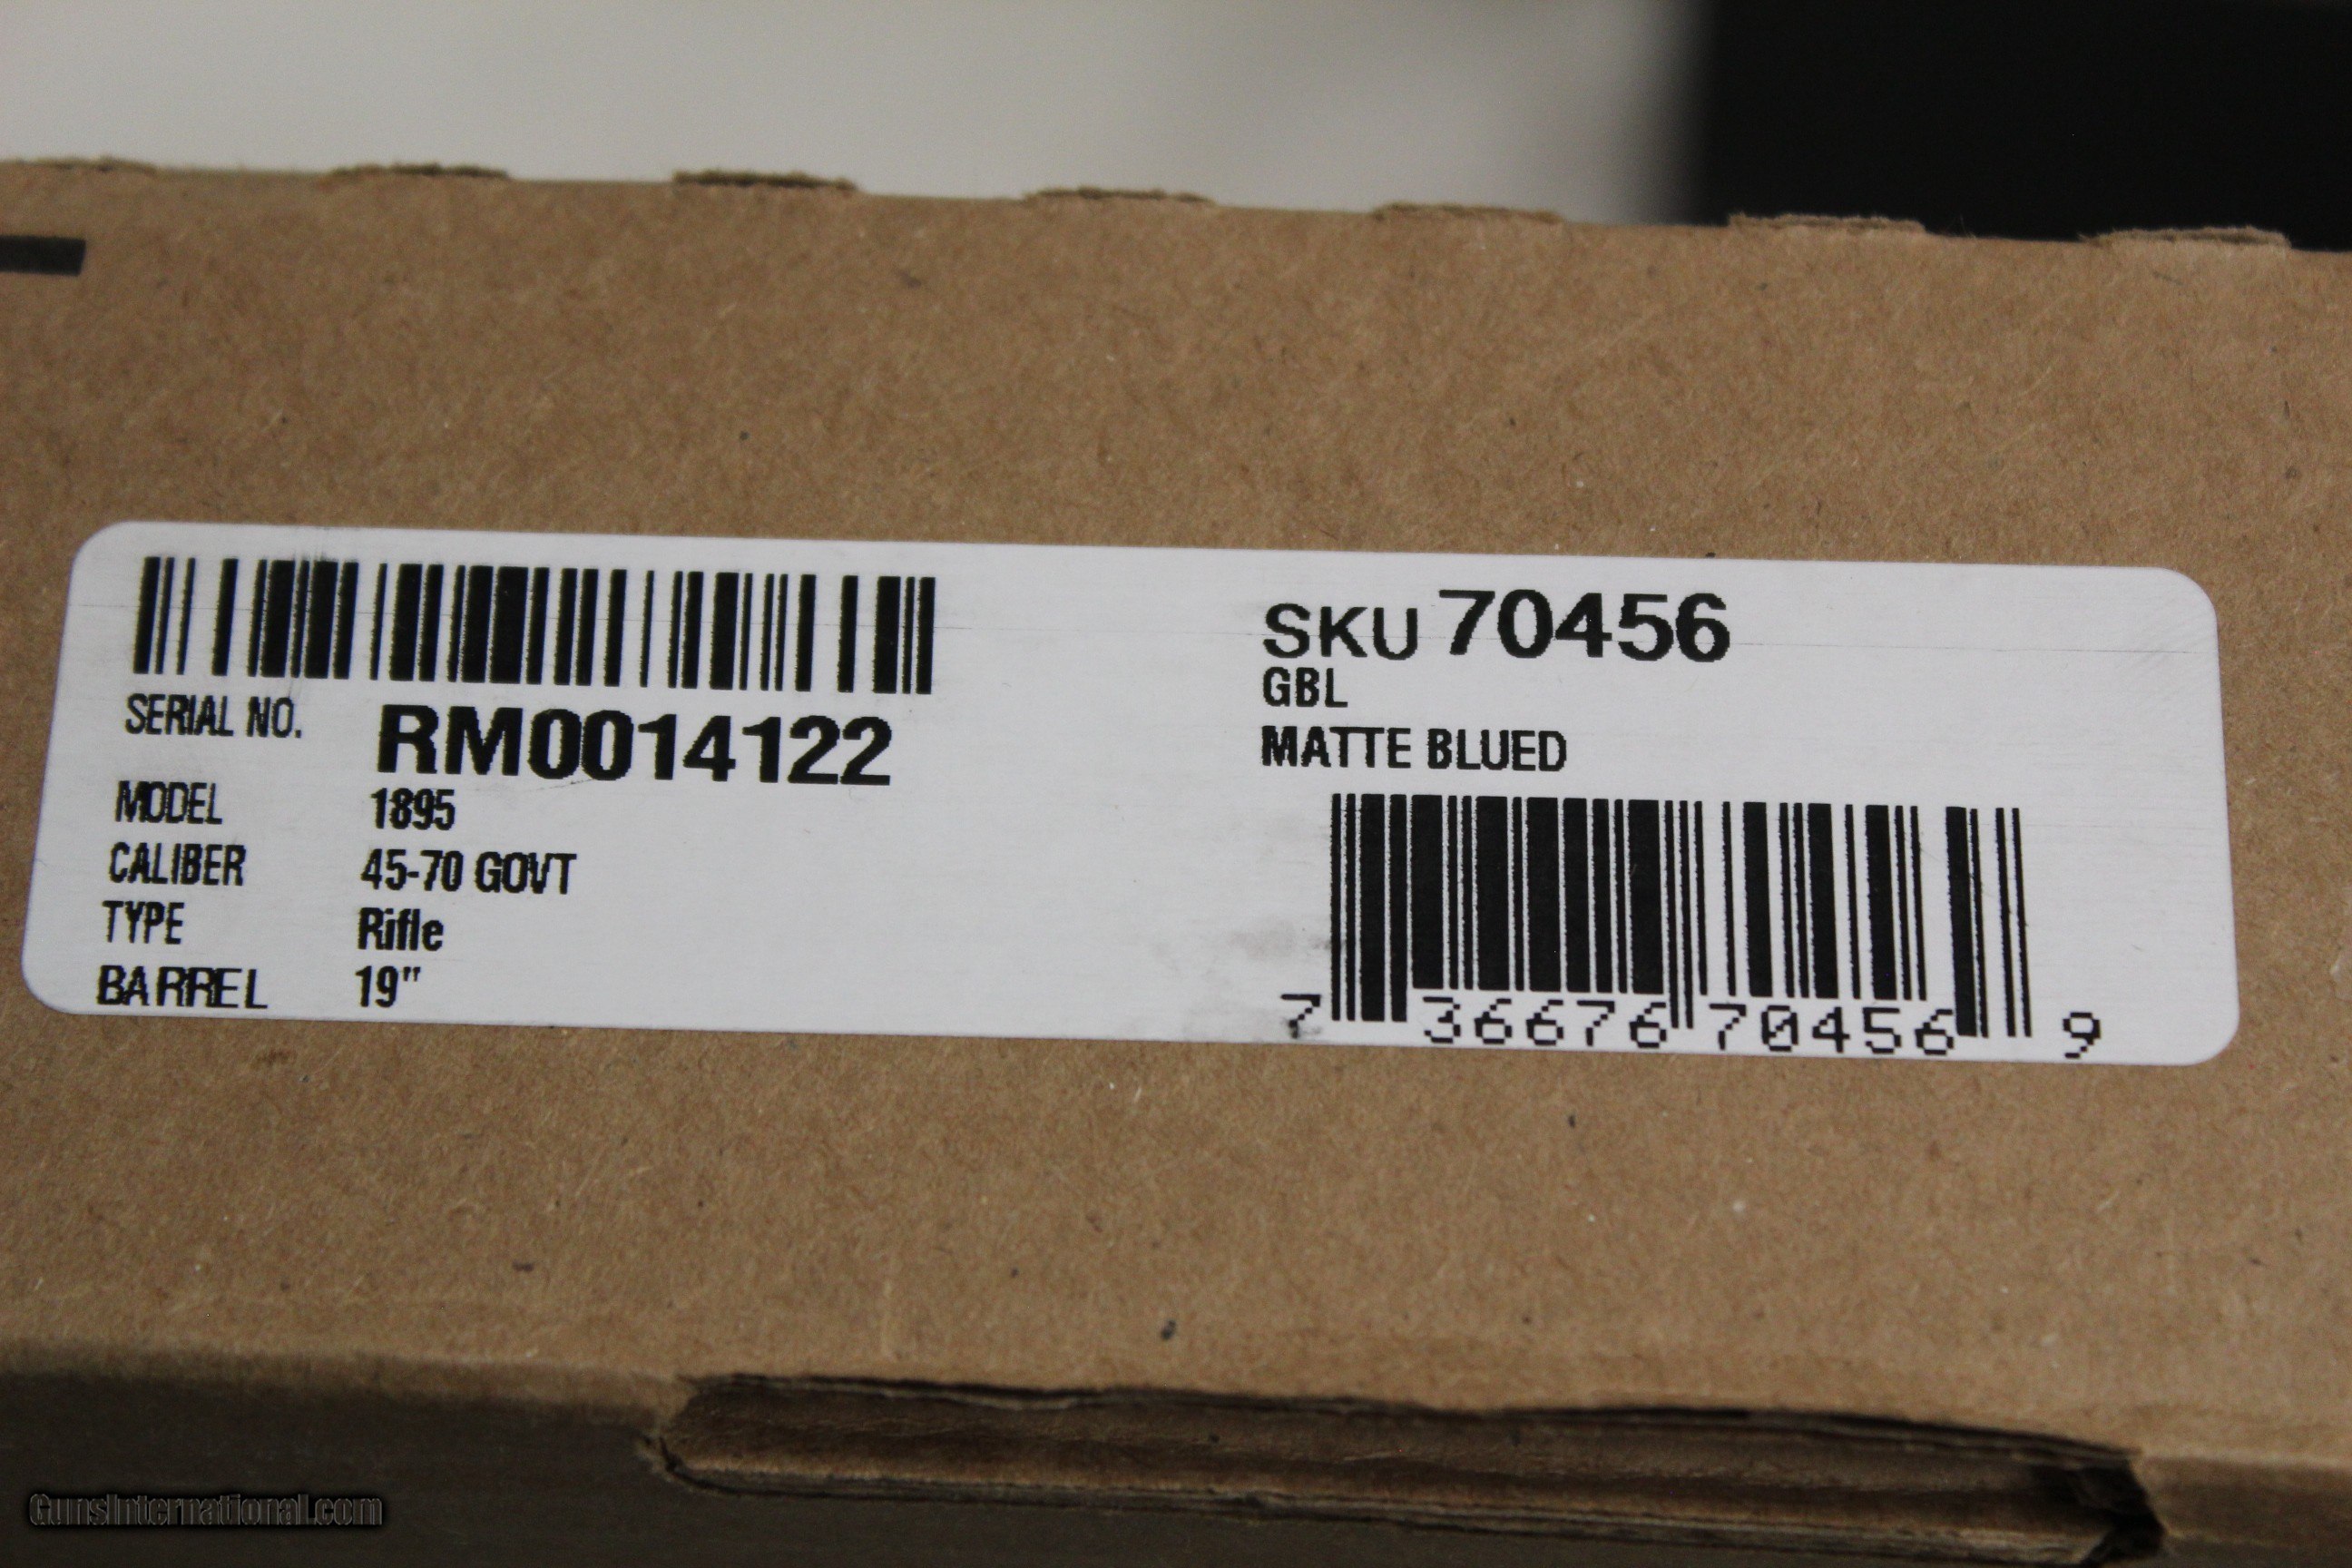 SERIAL NO. RM0014122
MODEL 1895
CALIBER 45-70 GOVT
TYPE Rifle
BARREL 19"
SKU 70456
GBL
MATTE BLUED
7 36676 70456 9
GunsInternational.com